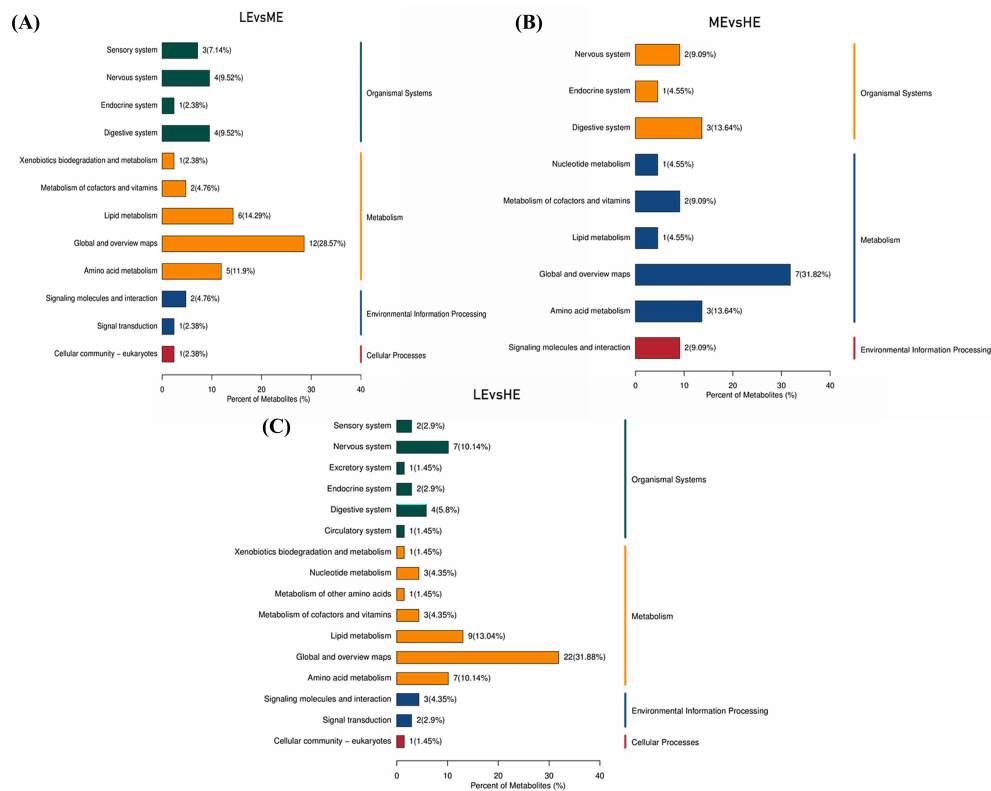 (A)
LEvsME
Sensory system 3(7.14%)
Nervous system 4(9.52%)
Endocrine system 1(2.38%)
Digestive system 4(9.52%)
Organismal Systems
Xenobiotics biodegradation and metabolism 1(2.38%)
Metabolism of cofactors and vitamins 2(4.76%)
Lipid metabolism 6(14.29%)
Global and overview maps 12(28.57%)
Amino acid metabolism 5(11.9%)
Metabolism
Signaling molecules and interaction 2(4.76%)
Signal transduction 1(2.38%)
Environmental Information Processing
Cellular community – eukaryotes 1(2.38%)
Cellular Processes
0 10 20 30 40
Percent of Metabolites (%)
(B)
MEvsHE
Nervous system 2(9.09%)
Endocrine system 1(4.55%)
Digestive system 3(13.64%)
Organismal Systems
Nucleotide metabolism 1(4.55%)
Metabolism of cofactors and vitamins 2(9.09%)
Lipid metabolism 1(4.55%)
Global and overview maps 7(31.82%)
Amino acid metabolism 3(13.64%)
Metabolism
Signaling molecules and interaction 2(9.09%)
Environmental Information Processing
0 10 20 30 40
Percent of Metabolites (%)
(C)
LEvsHE
Sensory system 2(2.9%)
Nervous system 7(10.14%)
Excretory system 1(1.45%)
Endocrine system 2(2.9%)
Digestive system 4(5.8%)
Circulatory system 1(1.45%)
Organismal Systems
Xenobiotics biodegradation and metabolism 1(1.45%)
Nucleotide metabolism 3(4.35%)
Metabolism of other amino acids 1(1.45%)
Metabolism of cofactors and vitamins 3(4.35%)
Lipid metabolism 9(13.04%)
Global and overview maps 22(31.88%)
Amino acid metabolism 7(10.14%)
Metabolism
Signaling molecules and interaction 3(4.35%)
Signal transduction 2(2.9%)
Environmental Information Processing
Cellular community – eukaryotes 1(1.45%)
Cellular Processes
0 10 20 30 40
Percent of Metabolites (%)